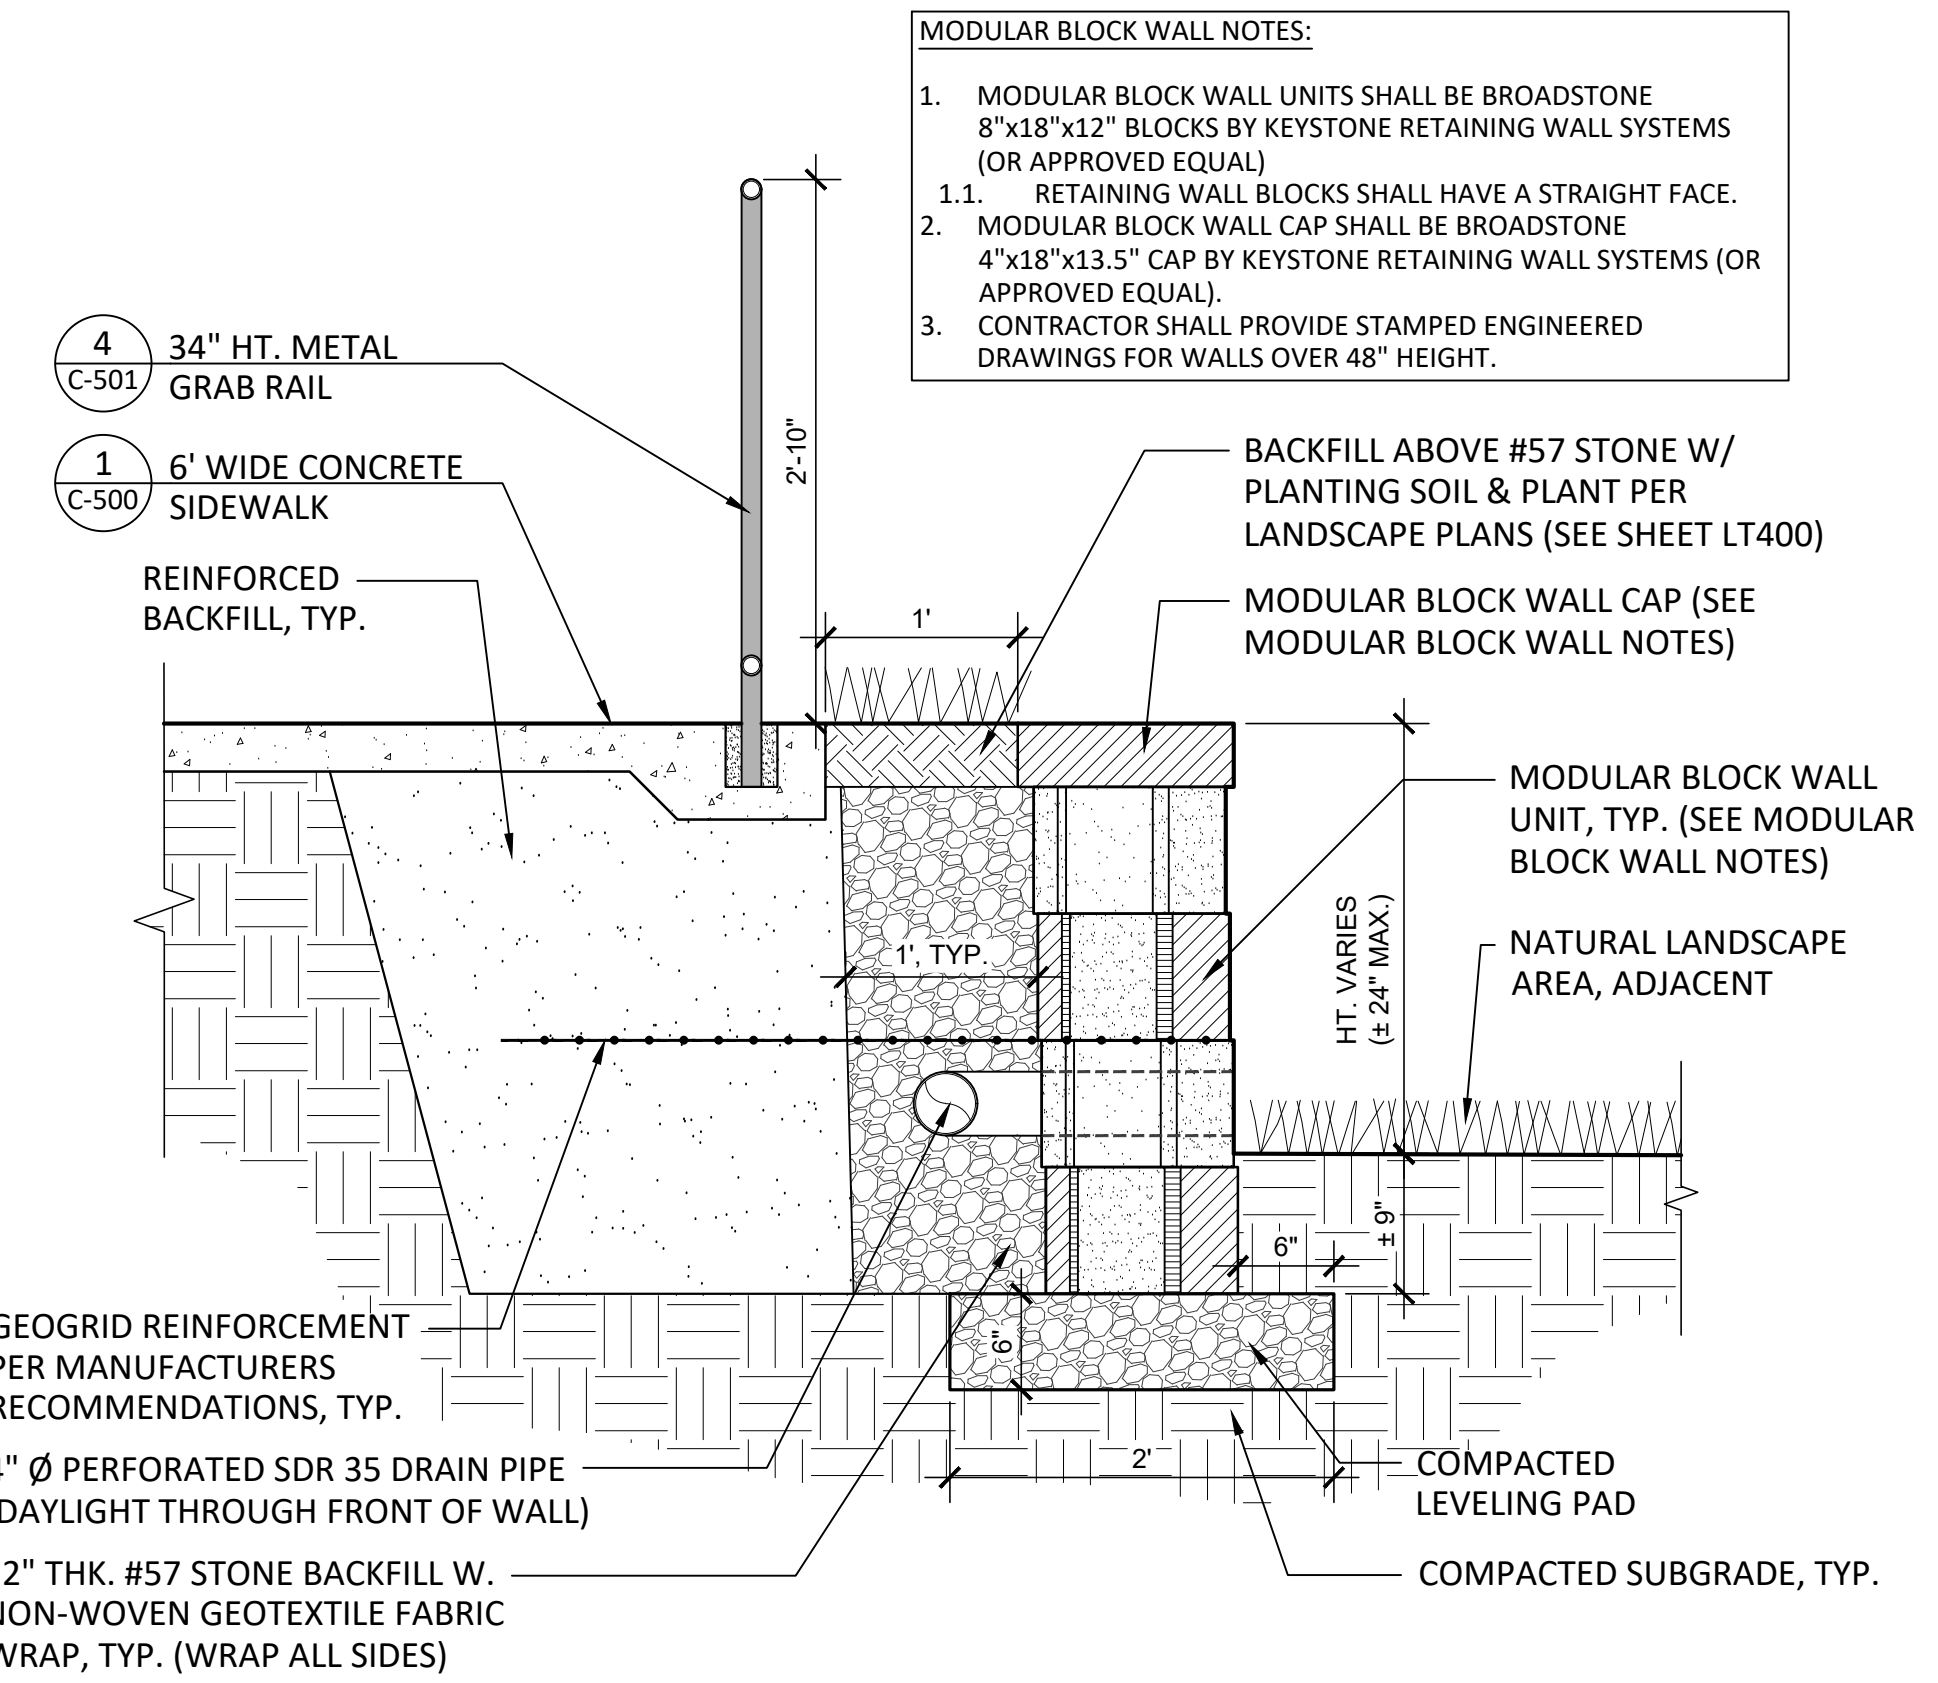 MODULAR BLOCK WALL NOTES:
1. MODULAR BLOCK WALL UNITS SHALL BE BROADSTONE
8"x18"x12" BLOCKS BY KEYSTONE RETAINING WALL SYSTEMS
(OR APPROVED EQUAL)
1.1. RETAINING WALL BLOCKS SHALL HAVE A STRAIGHT FACE.
2. MODULAR BLOCK WALL CAP SHALL BE BROADSTONE
4"x18"x13.5" CAP BY KEYSTONE RETAINING WALL SYSTEMS (OR
APPROVED EQUAL).
3. CONTRACTOR SHALL PROVIDE STAMPED ENGINEERED
DRAWINGS FOR WALLS OVER 48" HEIGHT.
4
C-501
34" HT. METAL
GRAB RAIL
1
C-500
6' WIDE CONCRETE
SIDEWALK
REINFORCED
BACKFILL, TYP.
2'-10"
1'
BACKFILL ABOVE #57 STONE W/
PLANTING SOIL & PLANT PER
LANDSCAPE PLANS (SEE SHEET LT400)
MODULAR BLOCK WALL CAP (SEE
MODULAR BLOCK WALL NOTES)
MODULAR BLOCK WALL
UNIT, TYP. (SEE MODULAR
BLOCK WALL NOTES)
1', TYP.
HT. VARIES
(± 24" MAX.)
NATURAL LANDSCAPE
AREA, ADJACENT
± 9"
6"
6"
2'
GEOGRID REINFORCEMENT
PER MANUFACTURERS
RECOMMENDATIONS, TYP.
4" Ø PERFORATED SDR 35 DRAIN PIPE
DAYLIGHT THROUGH FRONT OF WALL)
2" THK. #57 STONE BACKFILL W.
NON-WOVEN GEOTEXTILE FABRIC
WRAP, TYP. (WRAP ALL SIDES)
COMPACTED
LEVELING PAD
COMPACTED SUBGRADE, TYP.